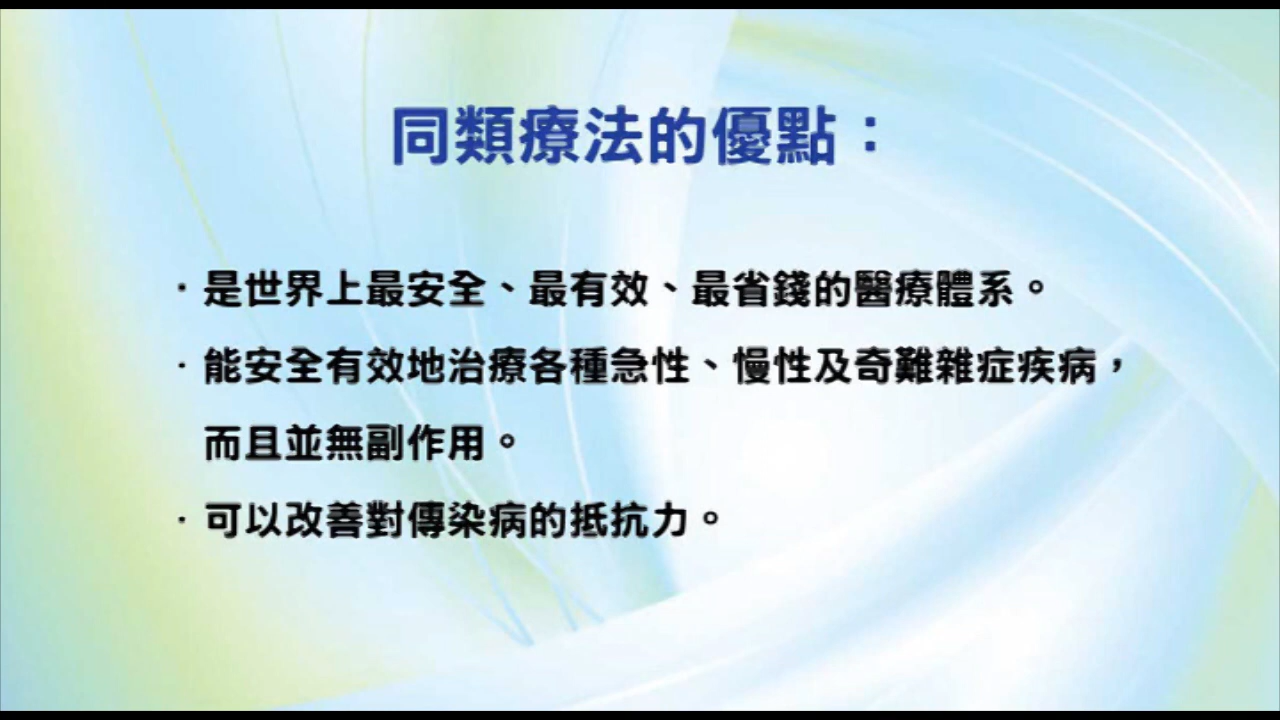 同類療法的優點：
·是世界上最安全、最有效、最省錢的醫療體系。
·能安全有效地治療各種急性、慢性及奇難雜症疾病，
而且並無副作用。
·可以改善對傳染病的抵抗力。